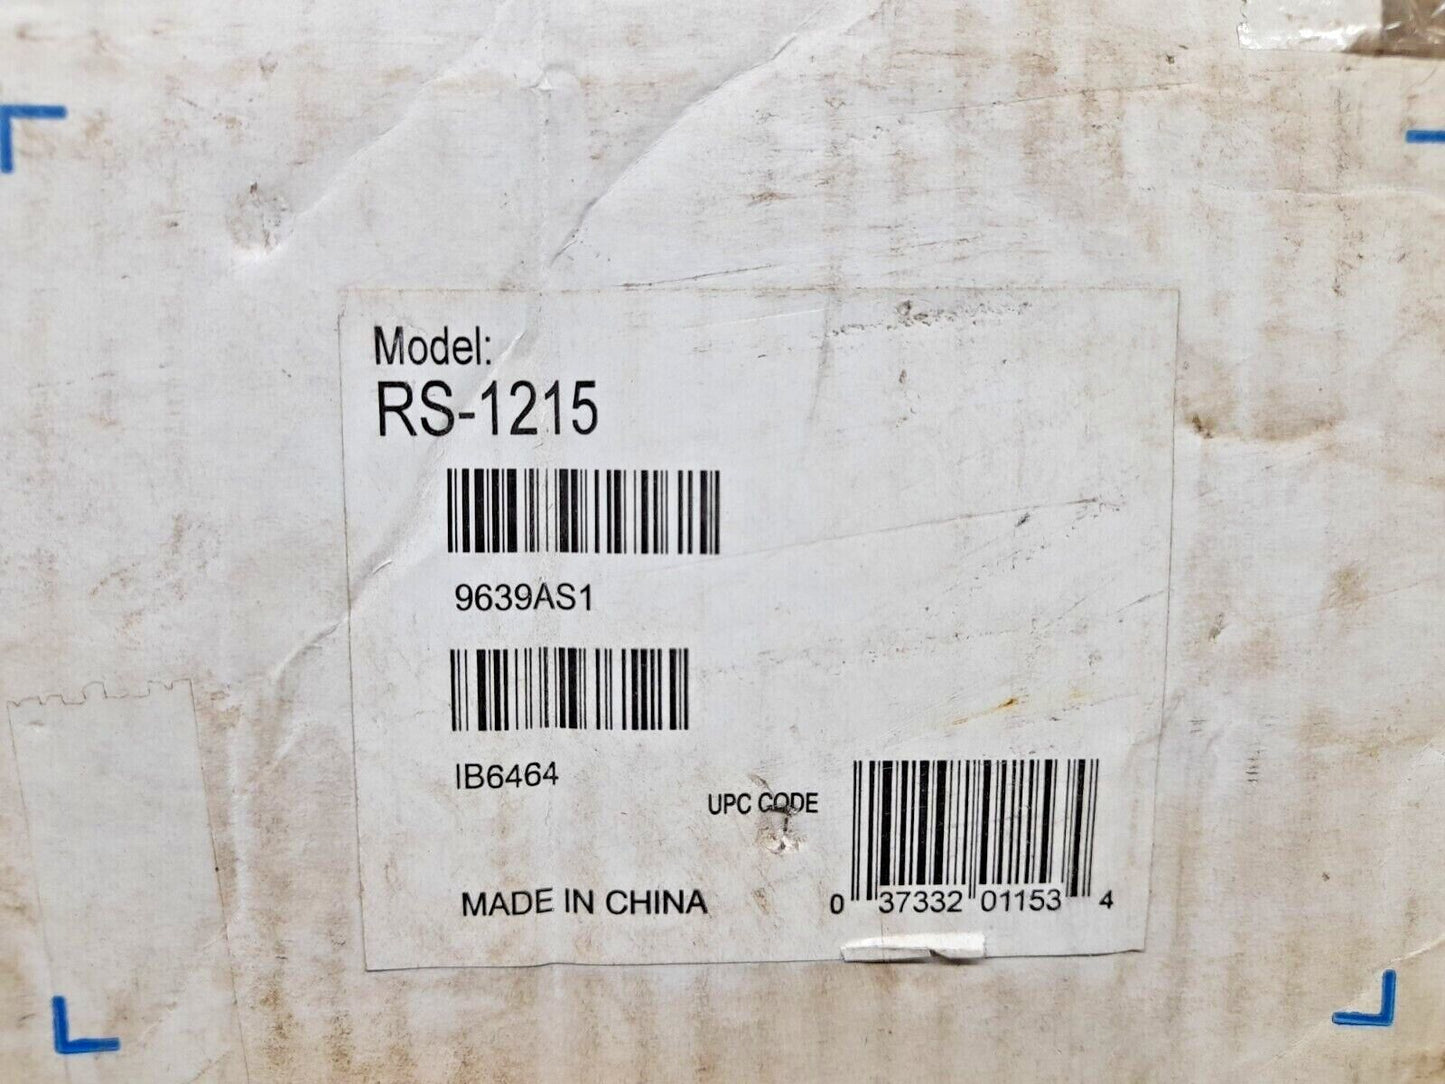 Model:
RS-1215
9639AS1
IB6464
UPC CODE
MADE IN CHINA
0 37332 01153 4